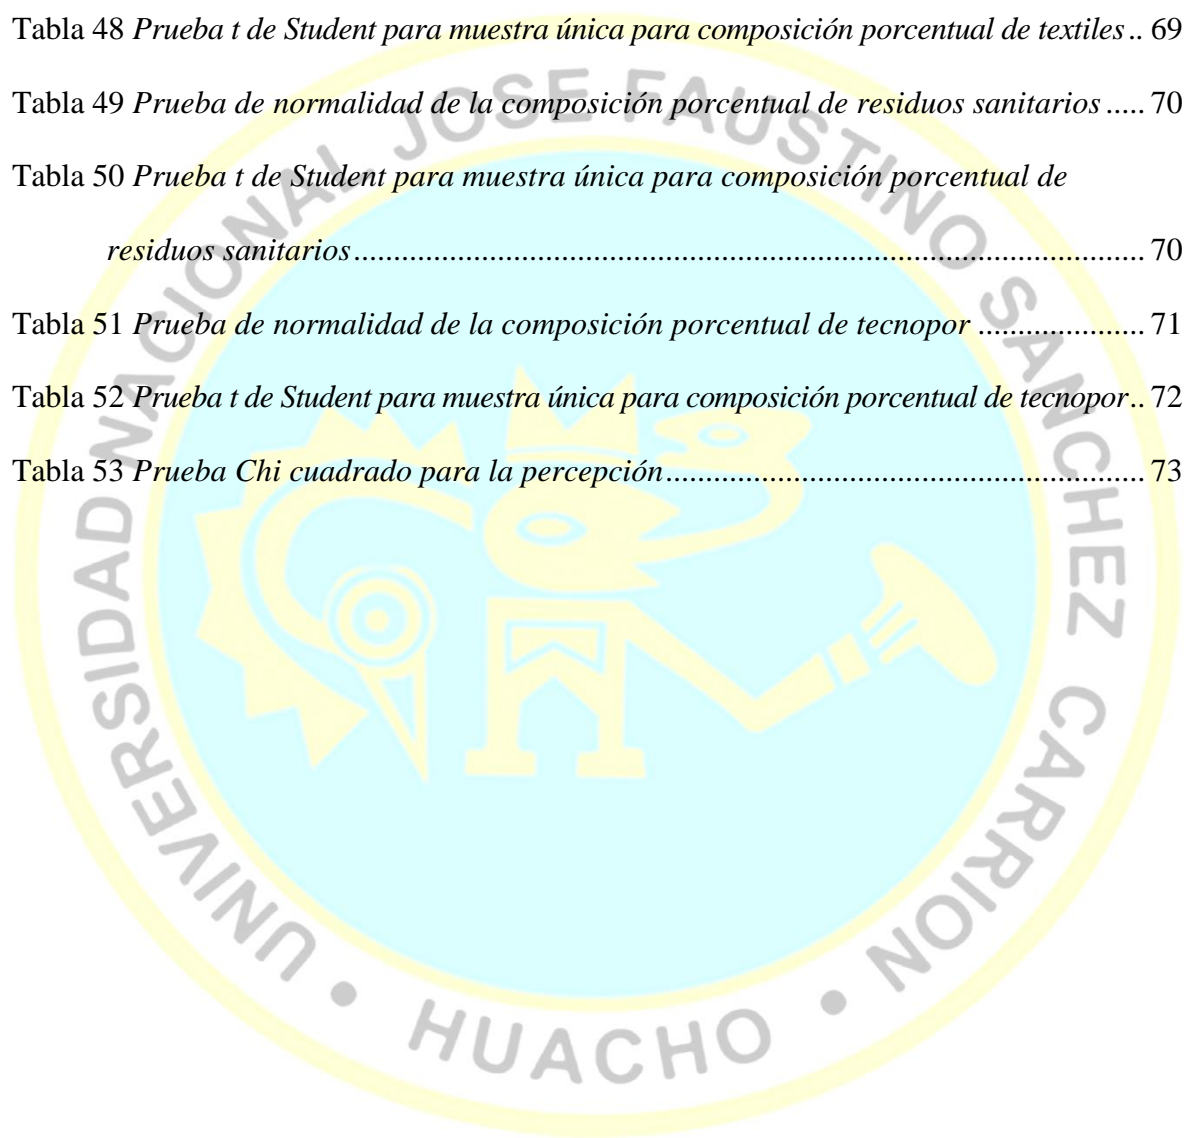 Tabla 48 Prueba t de Student para muestra única para composición porcentual de textiles .. 69
Tabla 49 Prueba de normalidad de la composición porcentual de residuos sanitarios ..... 70
Tabla 50 Prueba t de Student para muestra única para composición porcentual de
residuos sanitarios ........................................................................................................ 70
Tabla 51 Prueba de normalidad de la composición porcentual de tecnopor ...................... 71
Tabla 52 Prueba t de Student para muestra única para composición porcentual de tecnopor .. 72
Tabla 53 Prueba Chi cuadrado para la percepción ............................................................... 73
UNIVERSIDAD NACIONAL JOSE FAUSTINO SANCHEZ CARRION • HUACHO •